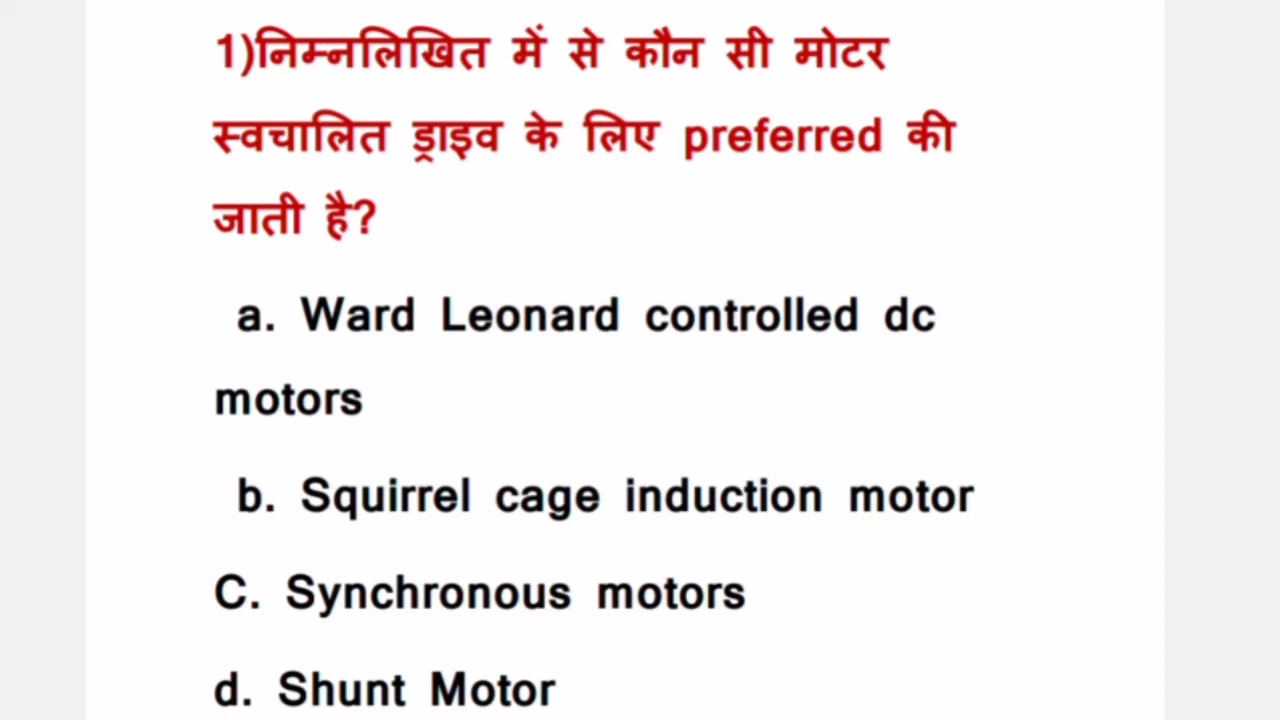 1)निम्नलिखित में से कौन सी मोटर
स्वचालित ड्राइव के लिए preferred की
जाती है?
a. Ward Leonard controlled dc
motors
b. Squirrel cage induction motor
C. Synchronous motors
d. Shunt Motor